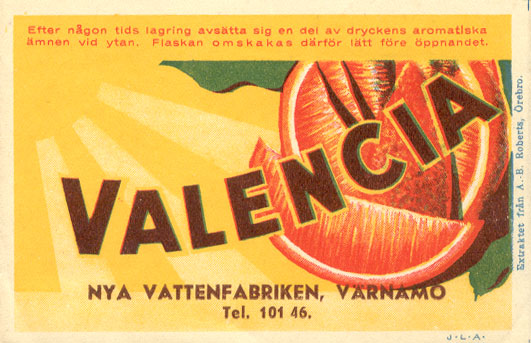 Efter någon tids lagring avsätta sig en del av dryckens aromatiska
ämnen vid ytan. Flaskan omskakas därför lätt före öppnandet.
VALENCIA
NYA VATTENFABRIKEN, VÄRNAMO
Tel. 101 46.
Extraktet från A.-B. Roberts, Örebro.
J.L.A.